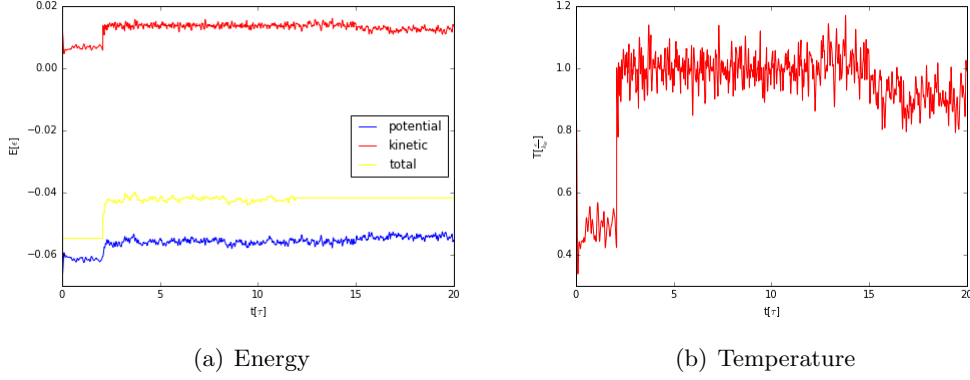 0.02
0.00
−0.02
−0.04
−0.06
E[ϵ]
potential
kinetic
total
0 5 10 15 20
t[τ]
(a) Energy
1.2
1.0
0.8
0.6
0.4
0 5 10 15 20
t[τ]
(b) Temperature